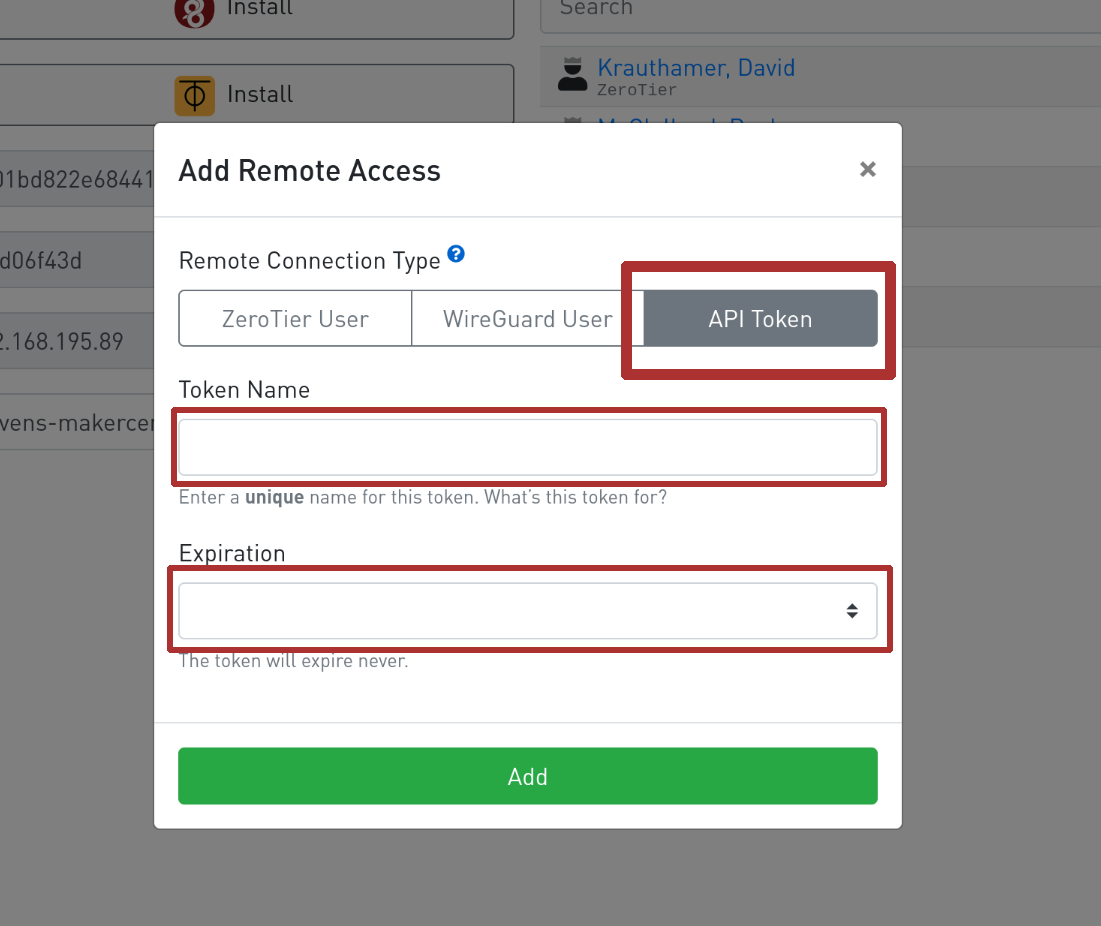 Install
Search
Krauthamer, David
ZeroTier
Install
Add Remote Access
×
01bd822e68441
Remote Connection Type ?
d06f43d
ZeroTier User
WireGuard User
API Token
2.168.195.89
Token Name
vens-makercer
Enter a unique name for this token. What's this token for?
Expiration
The token will expire never.
Add